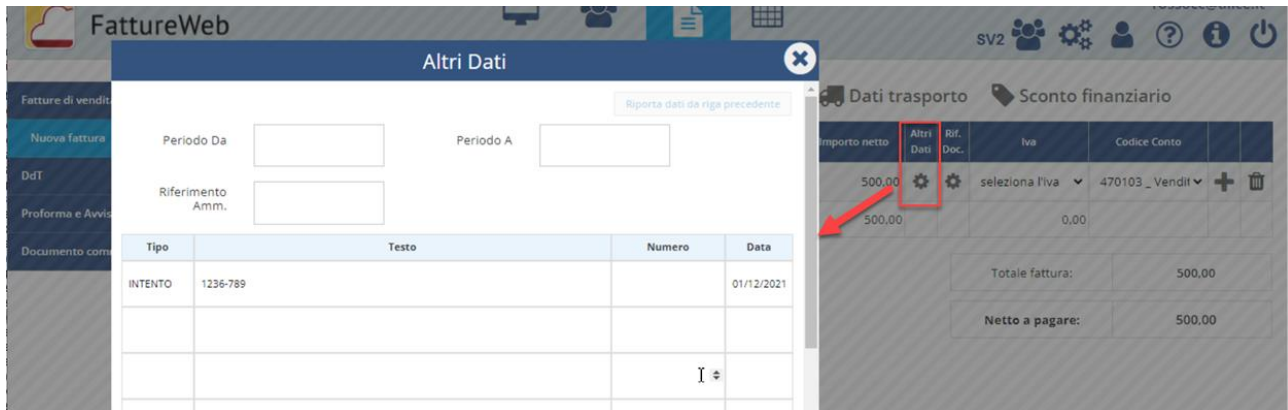 FattureWeb
SV2
Altri Dati
Fatture di vendit
Nuova fattura
DdT
Proforma e Avvis
Documento com
Riporta dati da riga precedente
Periodo Da
Periodo A
Riferimento
Amm.
Tipo Testo Numero Data
INTENTO 1236-789 01/12/2021
Dati trasporto Sconto finanziario
Importo netto Altri Dati Rif. Doc. Iva Codice Conto
500,00 seleziona l'iva 470103 _ Vendit
500,00 0,00
Totale fattura: 500,00
Netto a pagare: 500,00